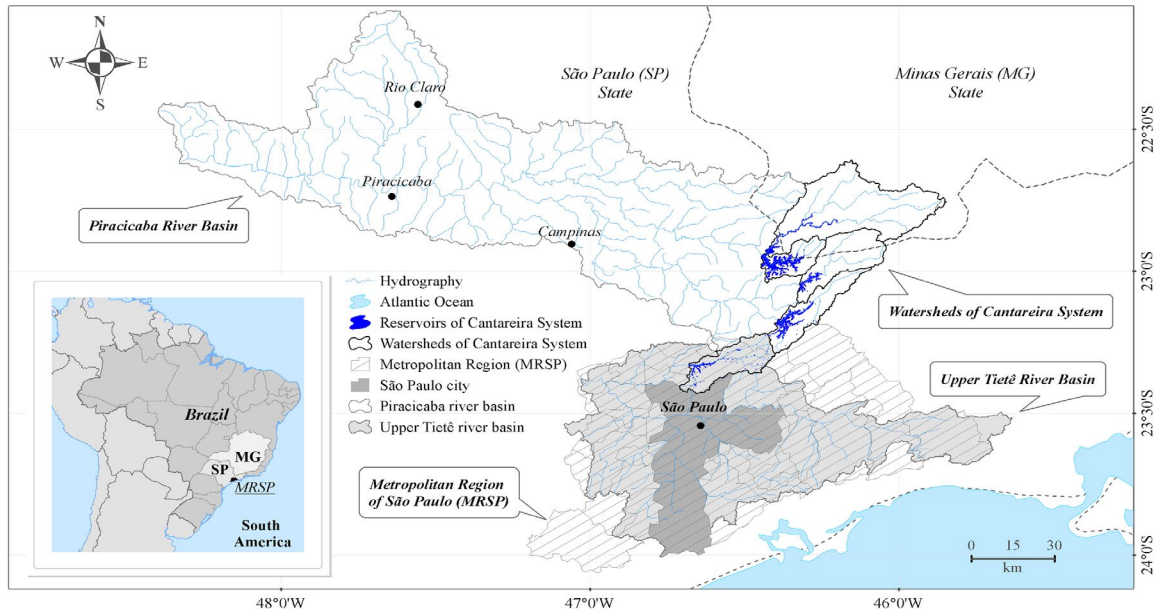 N
W
E
S
São Paulo (SP)
State
Minas Gerais (MG)
State
Rio Claro
Piracicaba
Campinas
Piracicaba River Basin
22°30'S
23°0'S
23°30'S
24°0'S
Hydrography
Atlantic Ocean
Reservoirs of Cantareira System
Watersheds of Cantareira System
Metropolitan Region (MRSP)
São Paulo city
Piracicaba river basin
Upper Tietê river basin
Watersheds of Cantareira System
Upper Tietê River Basin
São Paulo
Metropolitan Region
of São Paulo (MRSP)
Brazil
MG
SP
MRSP
South
America
0 15 30
km
48°0'W
47°0'W
46°0'W